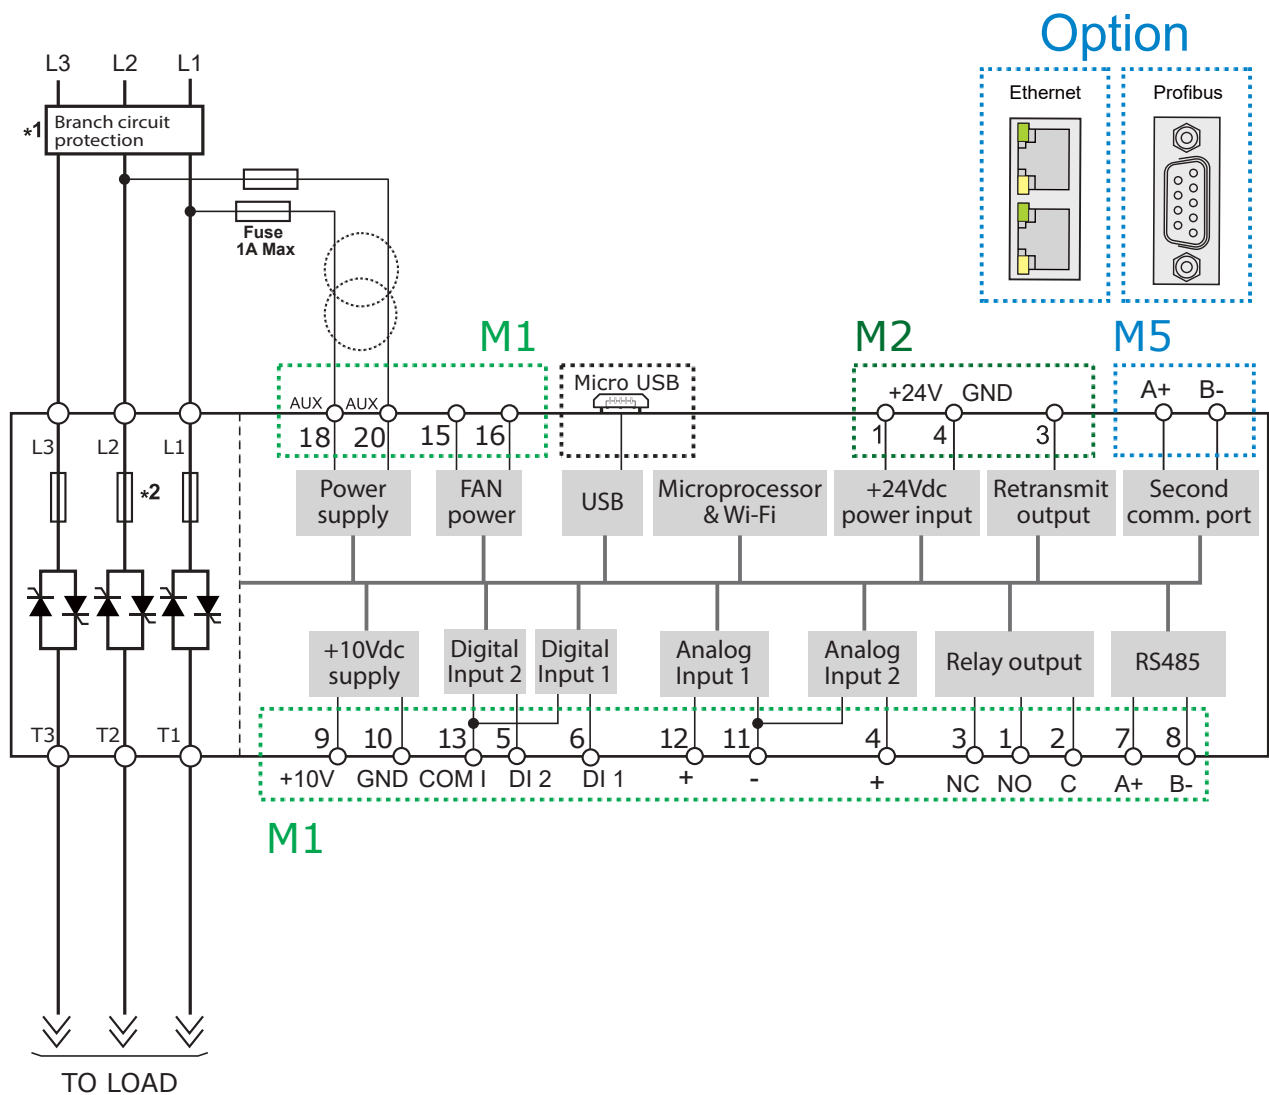 Option
L3 L2 L1
Ethernet Profibus
*1 Branch circuit
protection
Fuse
1A Max
M1 M2 M5
Micro USB
AUX AUX
+24V GND
A+ B-
18 20 15 16
1 4 3
L3 L2 L1
*2
Power
supply
FAN
power
USB
Microprocessor
& Wi-Fi
+24Vdc
power input
Retransmit
output
Second
comm. port
+10Vdc
supply
Digital
Input 2
Digital
Input 1
Analog
Input 1
Analog
Input 2
Relay output
RS485
T3 T2 T1
9 10 13 5 6 12 11 4 3 1 2 7 8
+10V GND COM I DI 2 DI 1 + - + NC NO C A+ B-
M1
TO LOAD